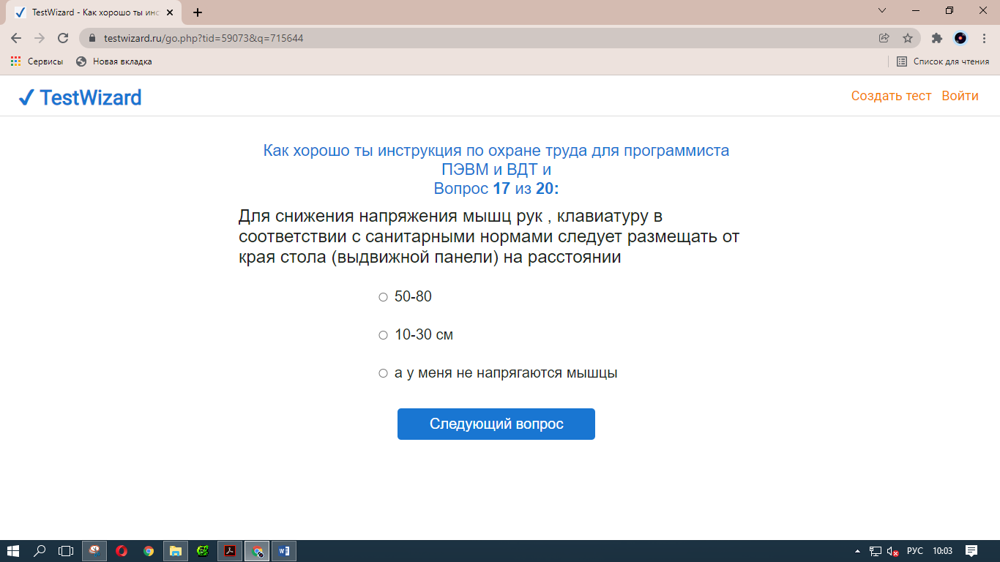 TestWizard - Как хорошо ты инс
testwizard.ru/go.php?tid=59073&q=715644
Сервисы
Новая вкладка
Список для чтения
TestWizard
Создать тест
Войти
Как хорошо ты инструкция по охране труда для программиста
ПЭВМ и ВДТ и
Вопрос 17 из 20:
Для снижения напряжения мышц рук , клавиатуру в
соответствии с санитарными нормами следует размещать от
края стола (выдвижной панели) на расстоянии
50-80
10-30 см
а у меня не напрягаются мышцы
Следующий вопрос
РУС
10:03